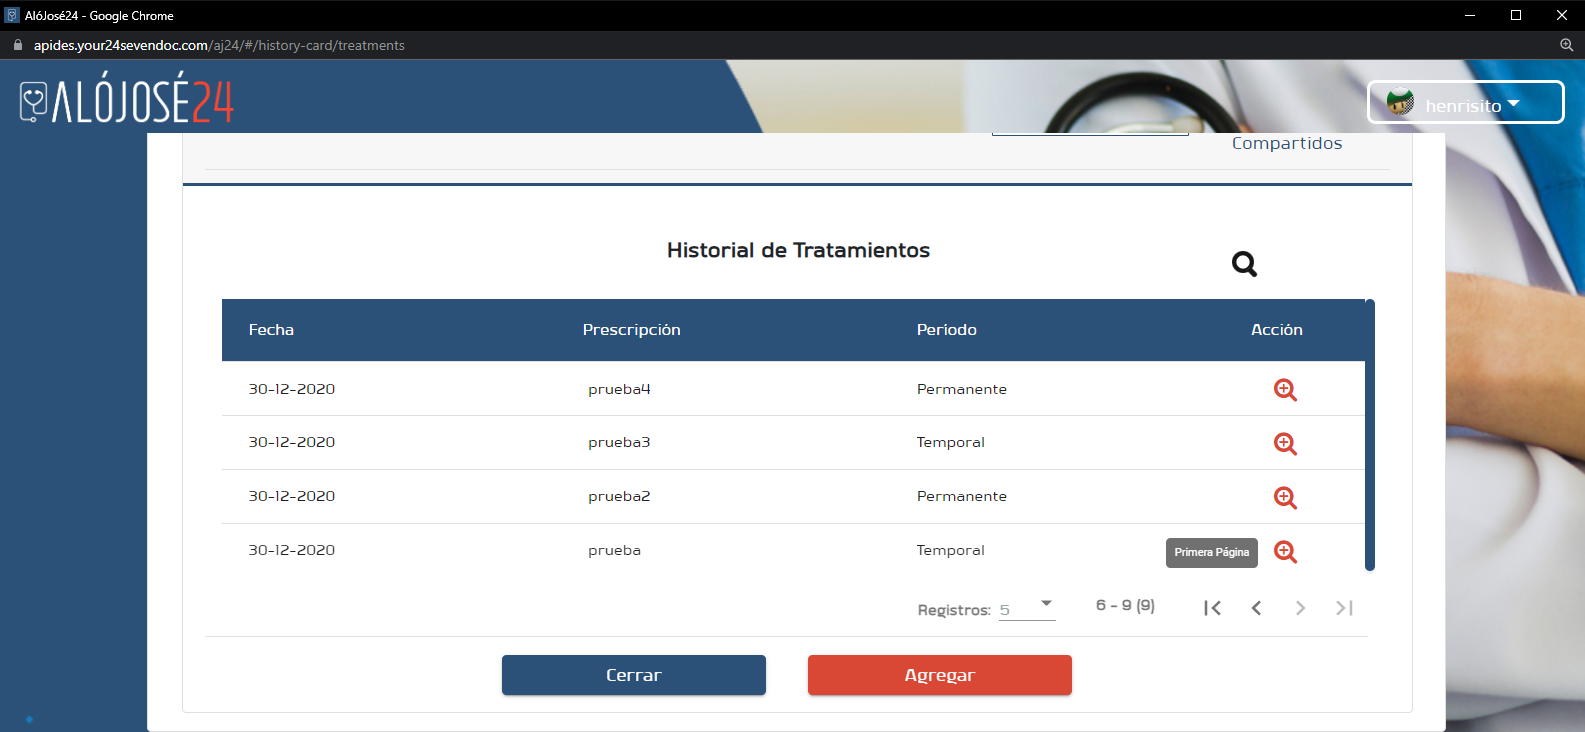 AlóJosé24 - Google Chrome
apides.your24sevendoc.com/aj24/#/history-card/treatments
ALÓJOSÉ24
henrisito
Compartidos
Historial de Tratamientos
Fecha Prescripción Período Acción
30-12-2020 prueba4 Permanente
30-12-2020 prueba3 Temporal
30-12-2020 prueba2 Permanente
30-12-2020 prueba Temporal
Primera Página
Registros: 5 6 - 9 (9)
Cerrar Agregar